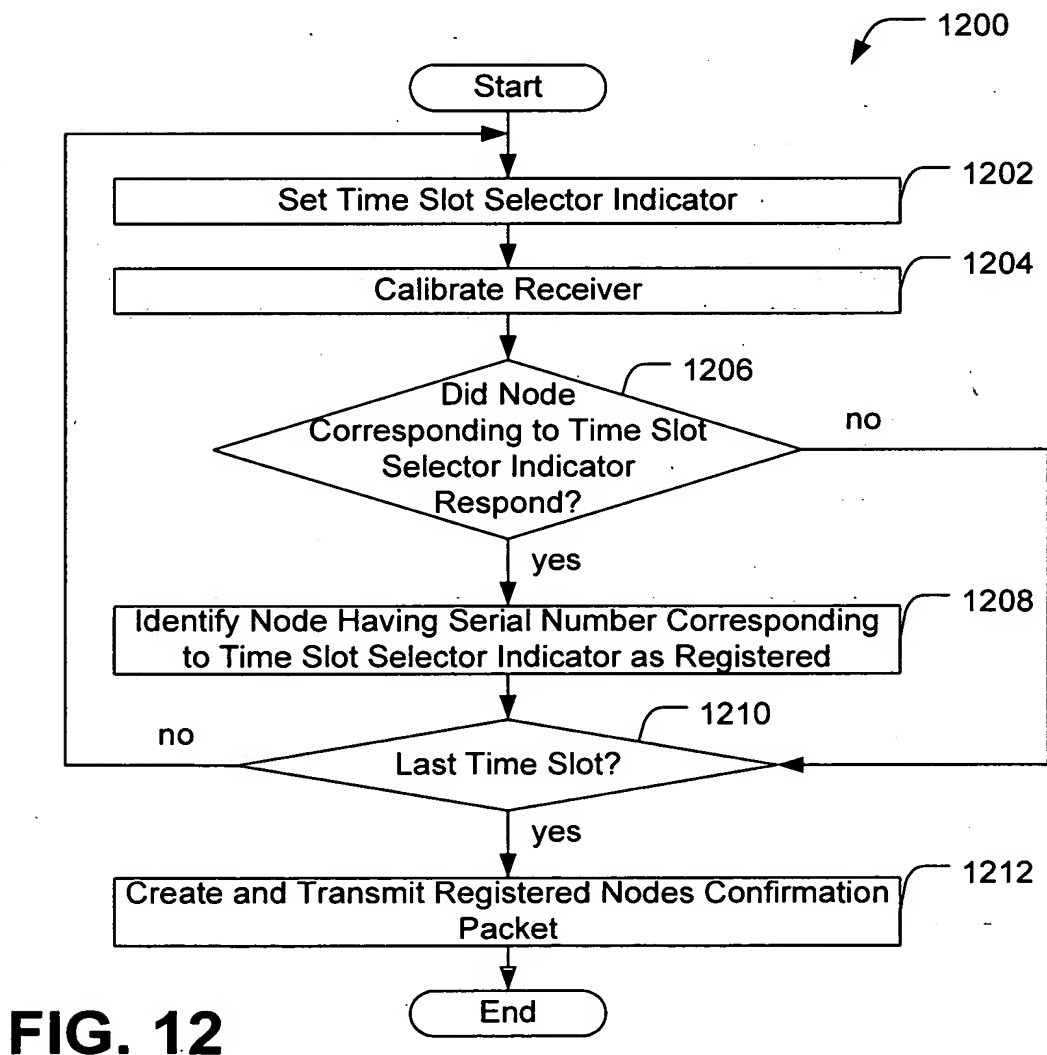 1200
Start
1202
Set Time Slot Selector Indicator
1204
Calibrate Receiver
1206
Did Node
Corresponding to Time Slot
Selector Indicator
Respond?
no
yes
1208
Identify Node Having Serial Number Corresponding
to Time Slot Selector Indicator as Registered
1210
no
Last Time Slot?
yes
1212
Create and Transmit Registered Nodes Confirmation
Packet
End
FIG. 12